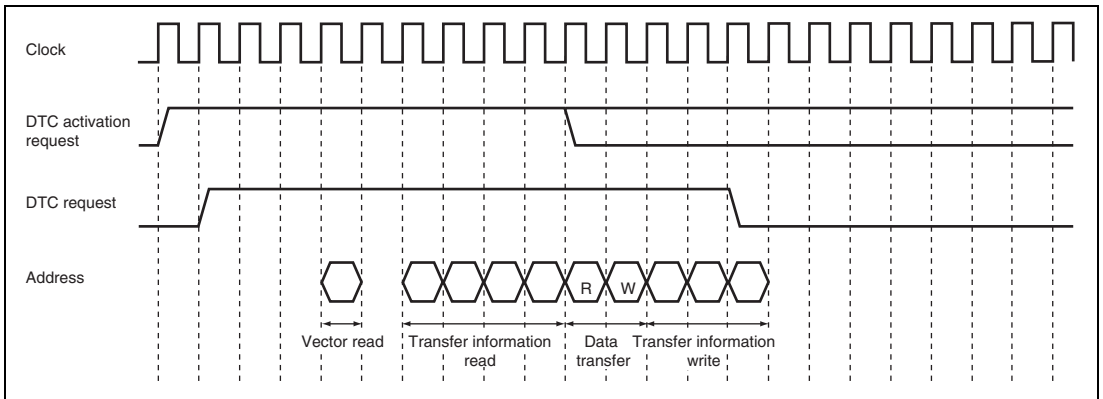 Clock
DTC activation
request
DTC request
Address
R W
Vector read
Transfer information
read
Data
transfer
Transfer information
write